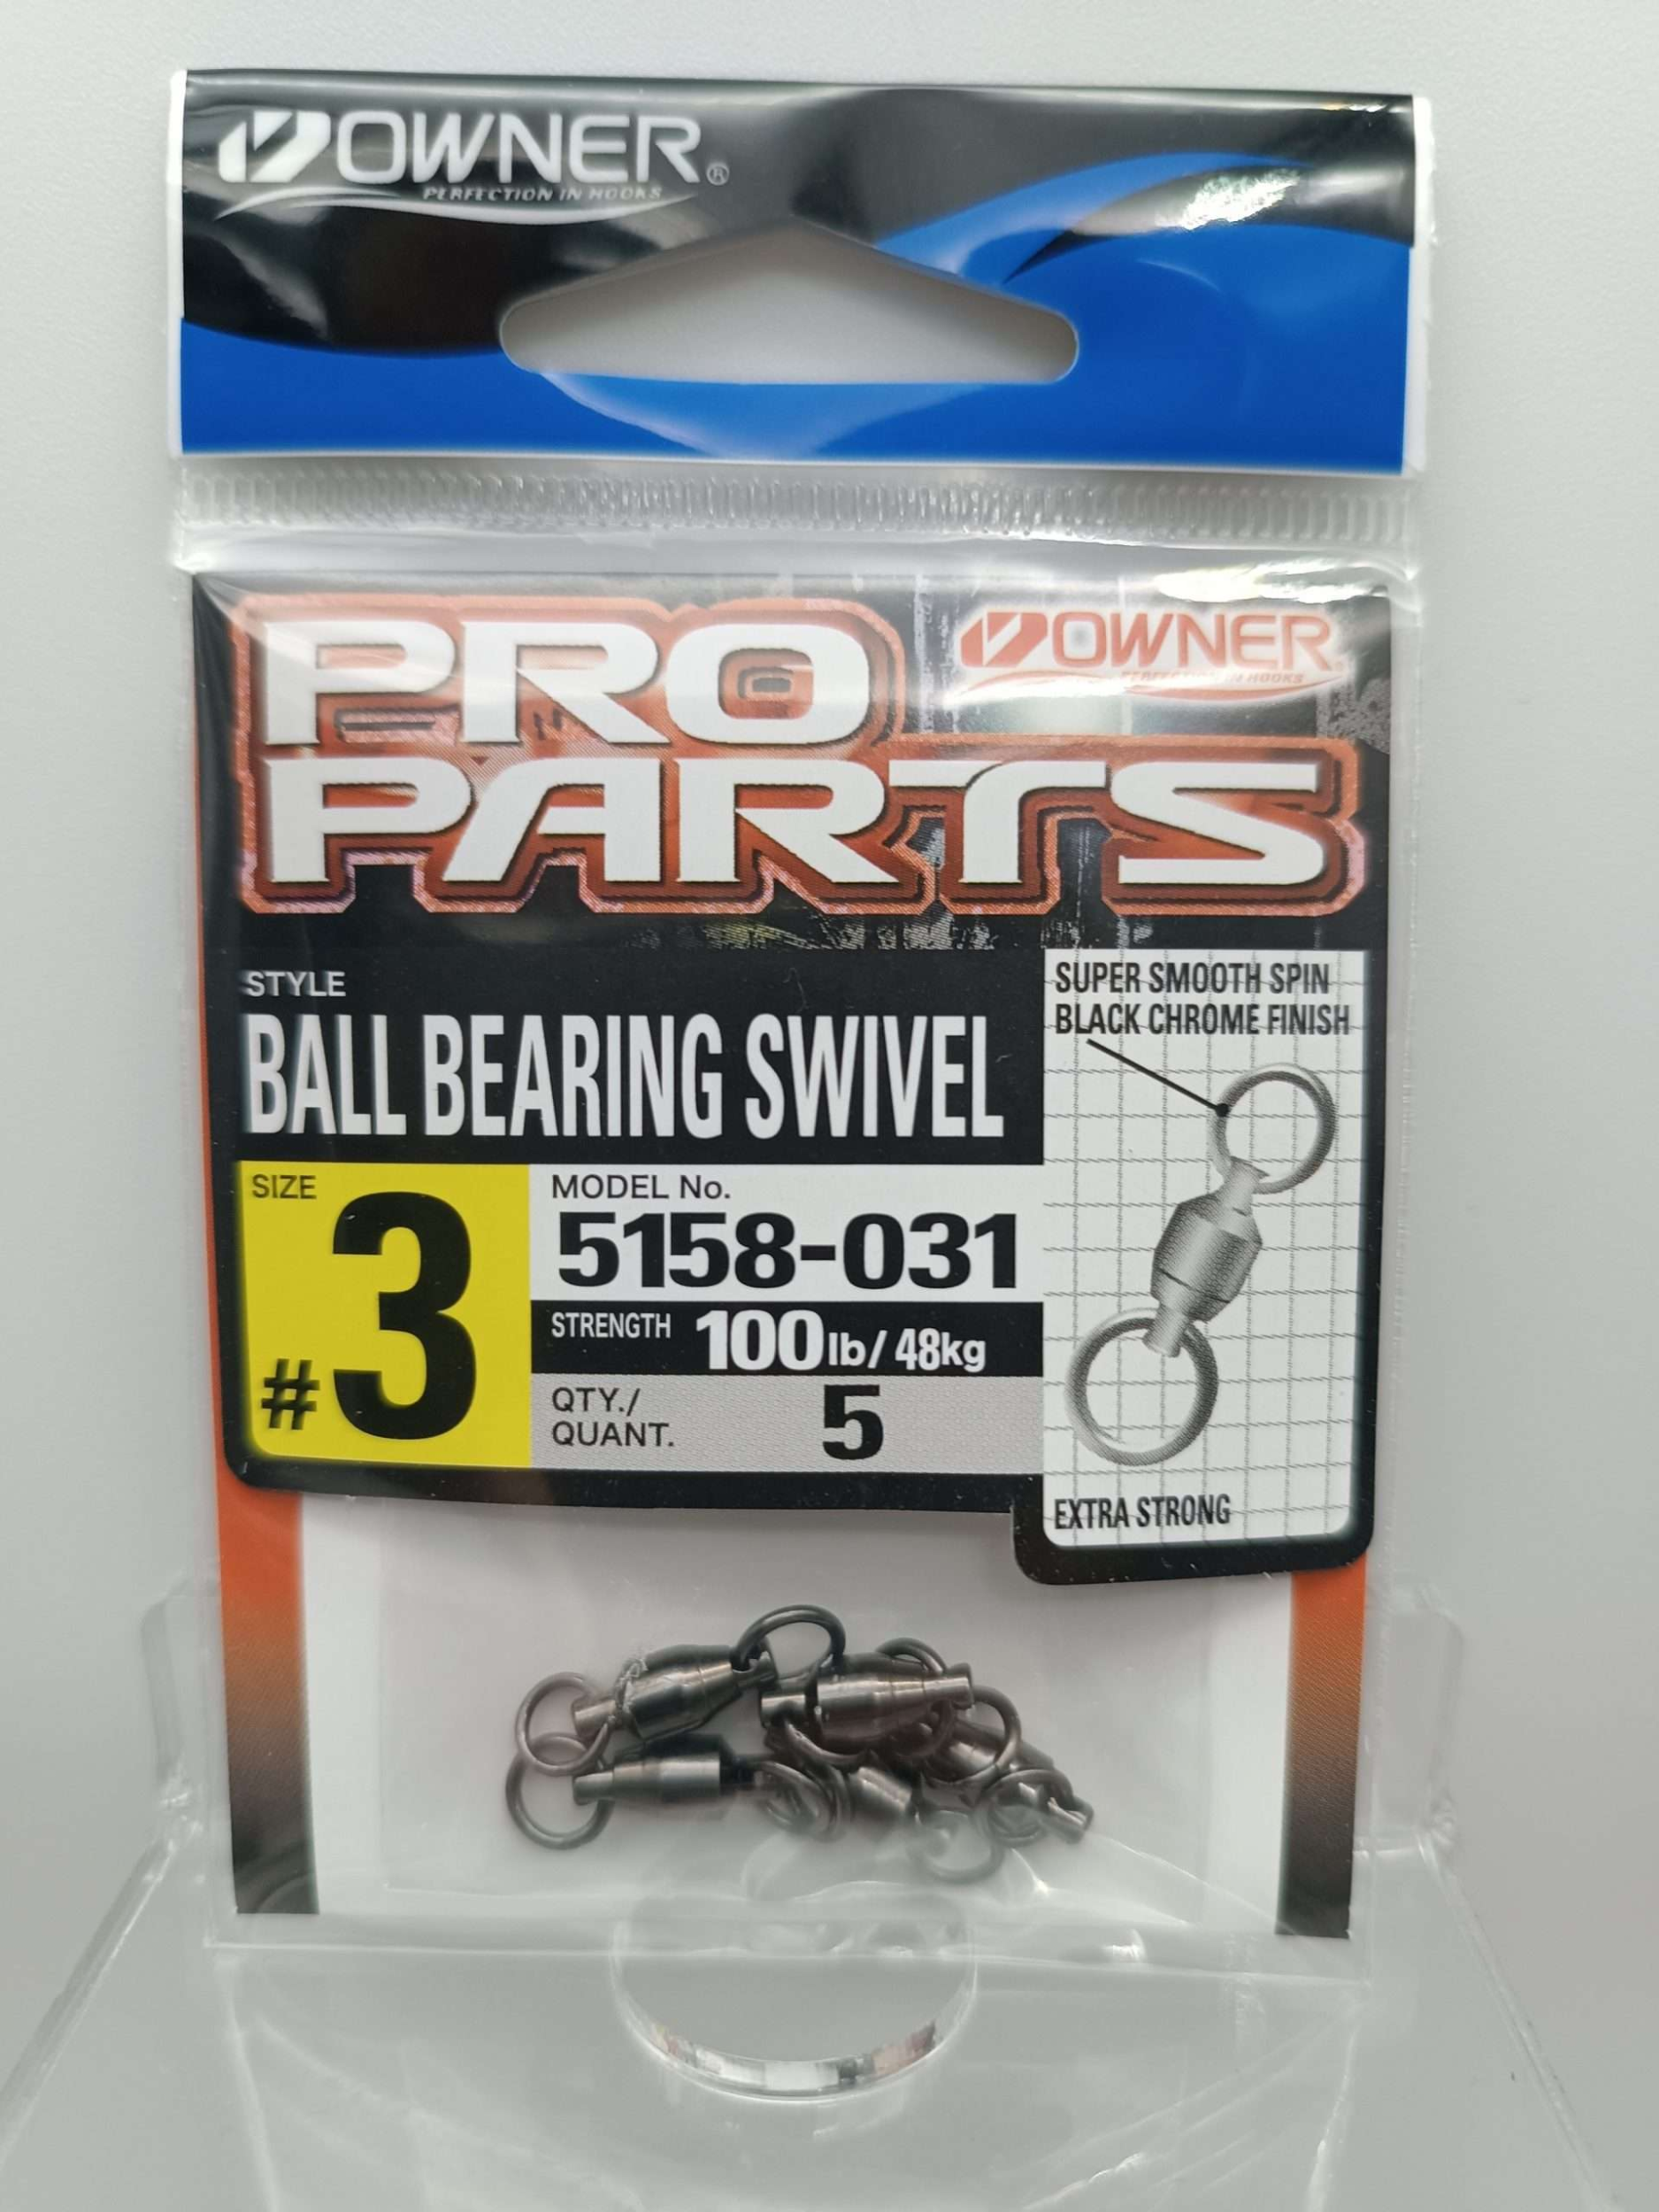 OWNER®
PERFECTION IN HOOKS
PRO
PARTS
OWNER
PERFECTION IN HOOKS
STYLE
BALL BEARING SWIVEL
SUPER SMOOTH SPIN
BLACK CHROME FINISH
SIZE
#3
MODEL No.
5158-031
STRENGTH 100lb/48kg
QTY./
QUANT. 5
EXTRA STRONG